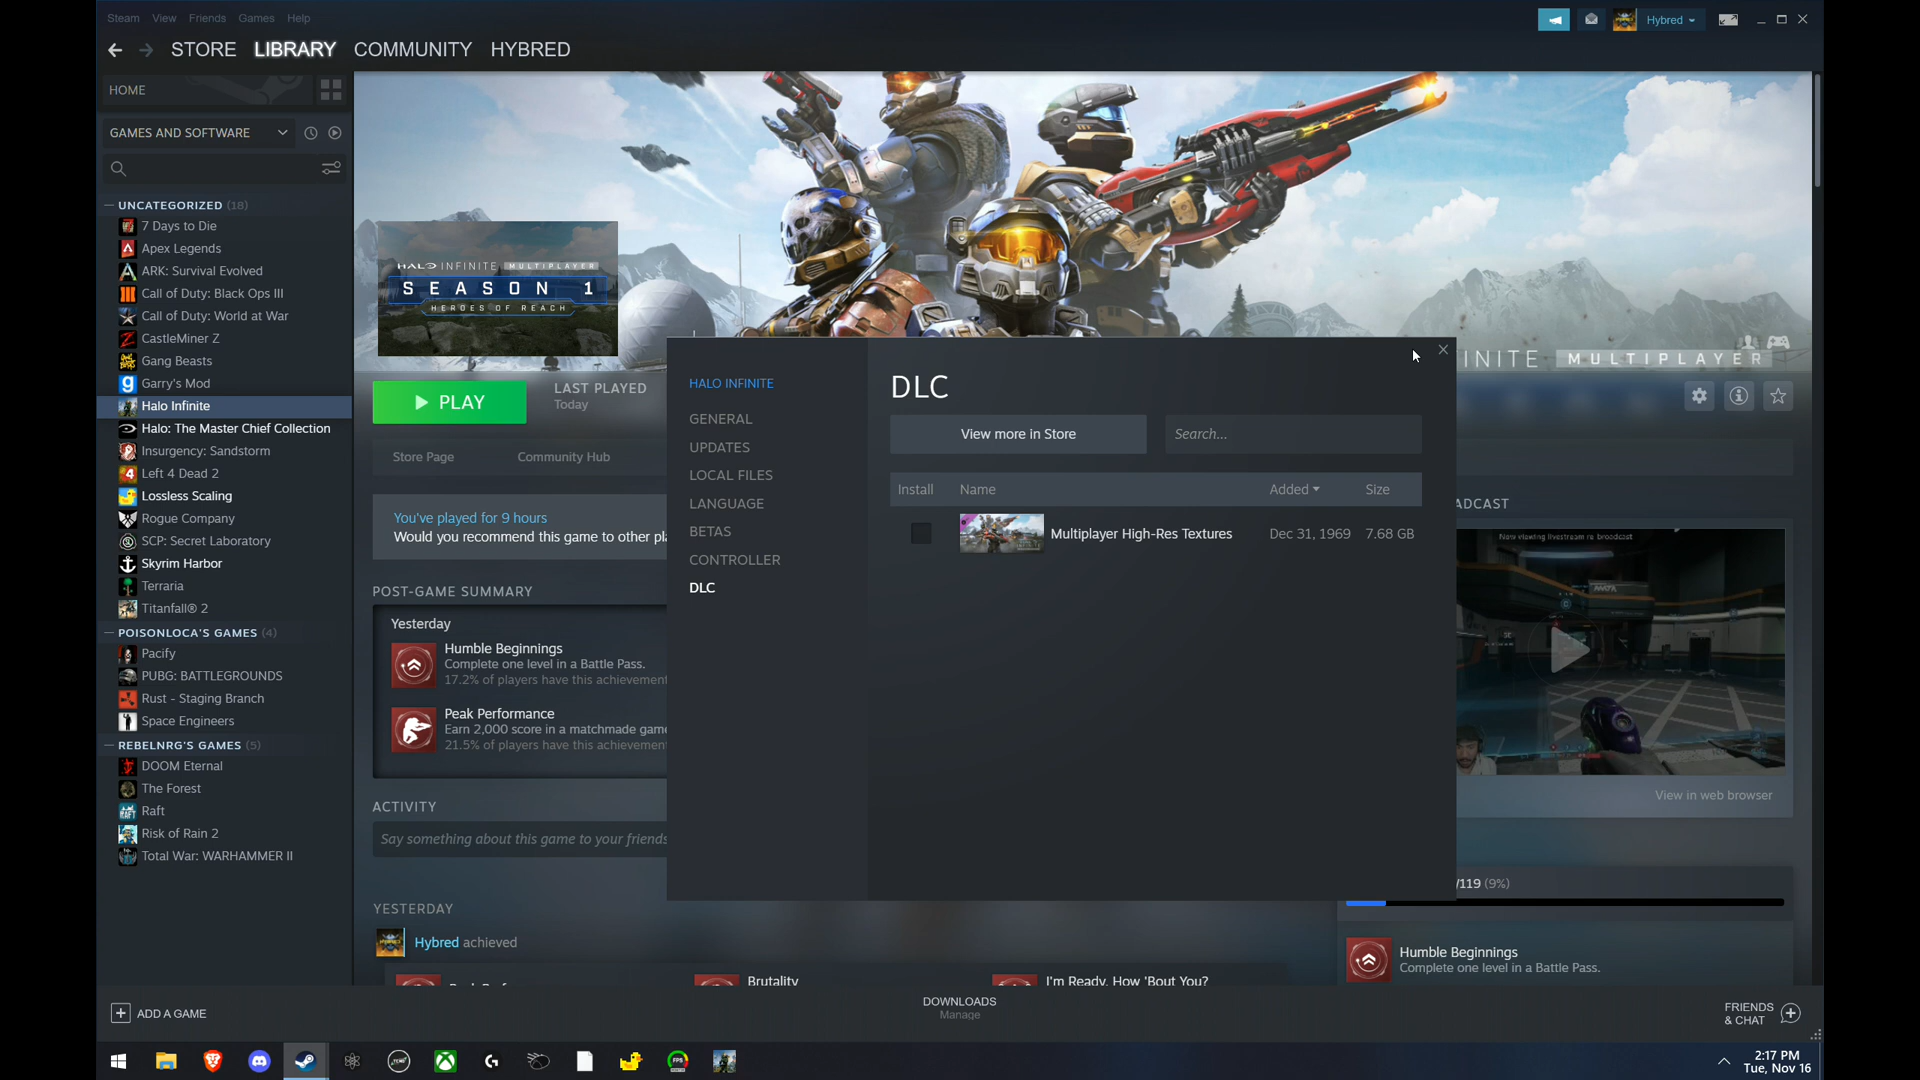 Steam View Friends Games Help
Hybred
STORE LIBRARY COMMUNITY HYBRED
HOME
GAMES AND SOFTWARE
UNCATEGORIZED (18)
7 Days to Die
Apex Legends
ARK: Survival Evolved
Call of Duty: Black Ops III
Call of Duty: World at War
CastleMiner Z
Gang Beasts
Garry's Mod
Halo Infinite
Halo: The Master Chief Collection
Insurgency: Sandstorm
Left 4 Dead 2
Lossless Scaling
Rogue Company
SCP: Secret Laboratory
Skyrim Harbor
Terraria
Titanfall® 2
POISONLOCA'S GAMES (4)
Pacify
PUBG: BATTLEGROUNDS
Rust - Staging Branch
Space Engineers
REBELNRG'S GAMES (5)
DOOM Eternal
The Forest
Raft
Risk of Rain 2
Total War: WARHAMMER II
HALO INFINITE MULTIPLAYER
SEASON 1
HEROES OF REACH
INITE MULTIPLAYER
PLAY
LAST PLAYED
Today
Store Page Community Hub
You've played for 9 hours
Would you recommend this game to other pla
POST-GAME SUMMARY
Yesterday
Humble Beginnings
Complete one level in a Battle Pass.
17.2% of players have this achievement
Peak Performance
Earn 2,000 score in a matchmade game
21.5% of players have this achievement
ACTIVITY
Say something about this game to your friends
YESTERDAY
Hybred achieved
Brutality
I'm Ready, How 'Bout You?
HALO INFINITE
GENERAL
UPDATES
LOCAL FILES
LANGUAGE
BETAS
CONTROLLER
DLC
DLC
View more in Store
Search...
Install Name Added Size
Multiplayer High-Res Textures Dec 31, 1969 7.68 GB
ADCAST
Now viewing livestream re broadcast
View in web browser
/119 (9%)
Humble Beginnings
Complete one level in a Battle Pass.
ADD A GAME
DOWNLOADS
Manage
FRIENDS
& CHAT
FPS
2:17 PM
Tue, Nov 16